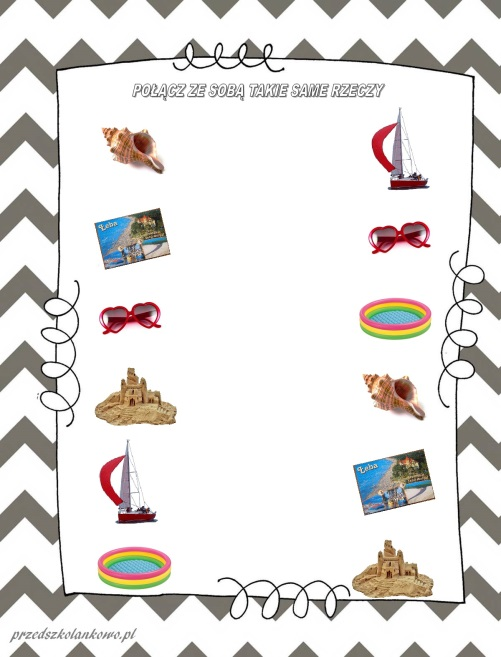 POŁĄCZ ZE SOBĄ TAKIE SAME RZECZY
Łeba
Łeba
przedszkolankowo.pl